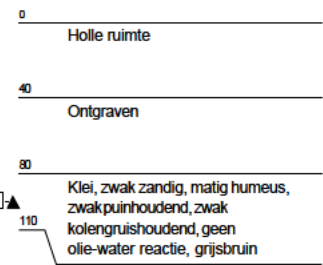 0
Holle ruimte
40
Ontgraven
80
Klei, zwak zandig, matig humeus,
zwak puinhoudend, zwak
110
kolengruishoudend, geen
olie-water reactie, grijsbruin